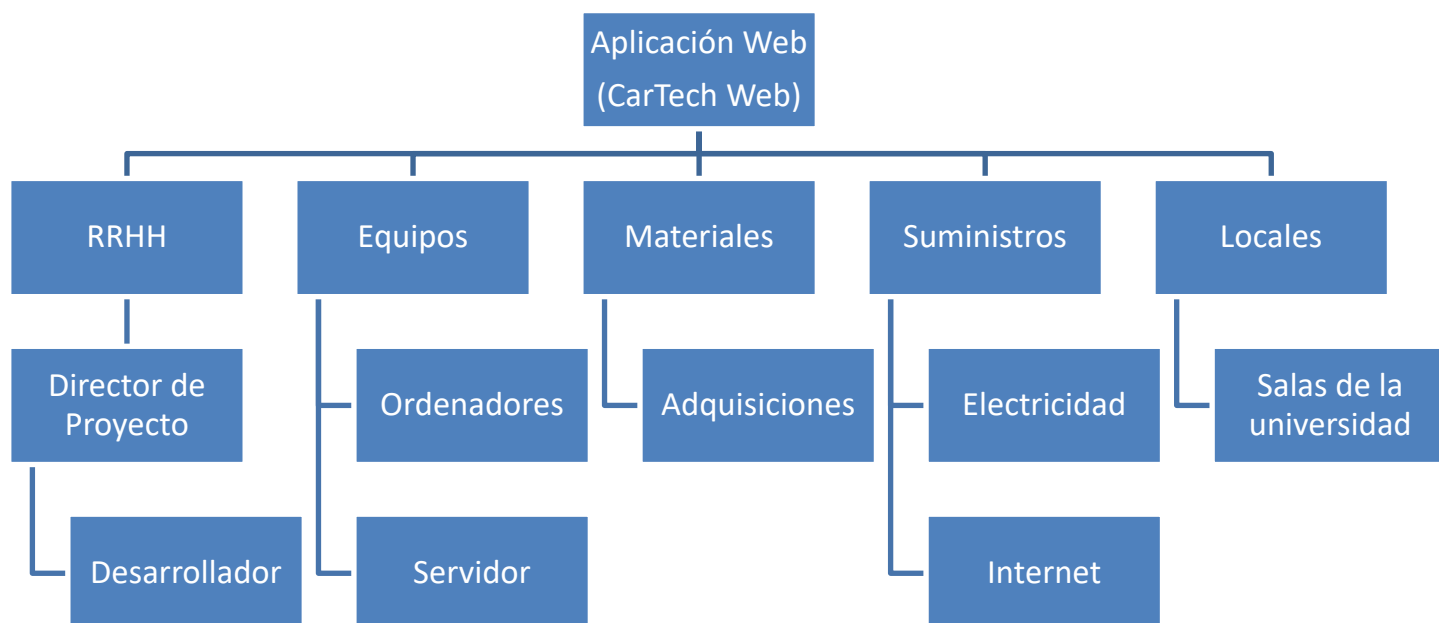 Aplicación Web
(CarTech Web)
RRHH
Equipos
Materiales
Suministros
Locales
Director de
Proyecto
Ordenadores
Adquisiciones
Electricidad
Salas de la
universidad
Desarrollador
Servidor
Internet